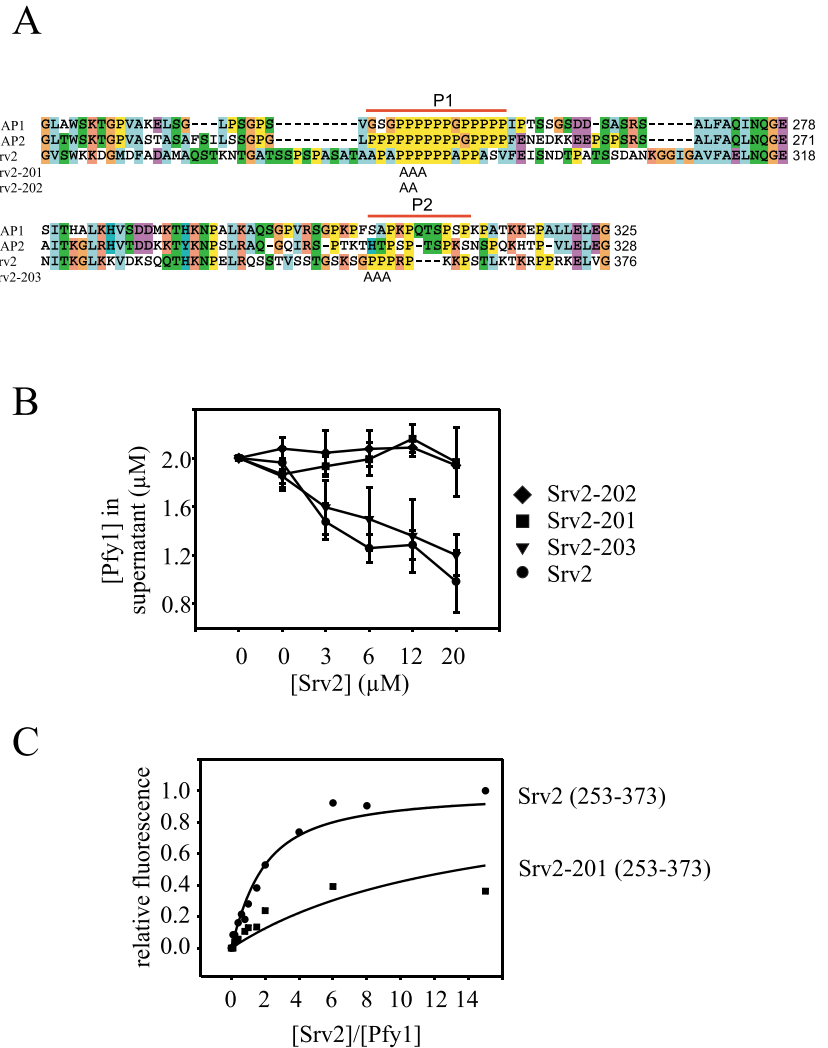 A
P1
AP1 GLAWSKTGPVAKELSG---LPSGPS----------VGSGPPPPPPGPPPPPIPTSSGSDD-SASRS-----ALFAQINQGE 278
AP2 GLTWSKTGPVASTASAFSILSSGPG----------LPPPPPPPPPPGPPPPFENEDKKEEPSPSRS-----ALFAQLNQGE 271
rv2 GVSWKKDGMDFADAMAQSTKNTGATSSPSPASATAAPAPPPPPPAPPASVFEISNDTPATSSDANKGGIGAVFAELNQGE 318
rv2-201 AAA
rv2-202 AA
P2
AP1 SITHALKHVSDDMKTHKNPALKAQSGPVRSGPKPFSAPKPQTSPSPKPATKKEPALLELEG 325
AP2 AITKGLRHVTDDKKTYKNPSLRAQ-GQIRS-PTKTHTPSP-TSPKSNSPQKHTP-VLELEG 328
rv2 NITKGLKKVDKSQQTHKNPELRQSSTVSSTGSKSGPPPRP---KKPSTLKTKRPPRKELVG 376
rv2-203 AAA
B
[Pfy1] in
supernatant (µM)
2.0
1.6
1.2
0.8
0 0 3 6 12 20
[Srv2] (µM)
Srv2-202
Srv2-201
Srv2-203
Srv2
C
relative fluorescence
1.0
0.8
0.6
0.4
0.2
0.0
0 2 4 6 8 10 12 14
[Srv2]/[Pfy1]
Srv2 (253-373)
Srv2-201 (253-373)